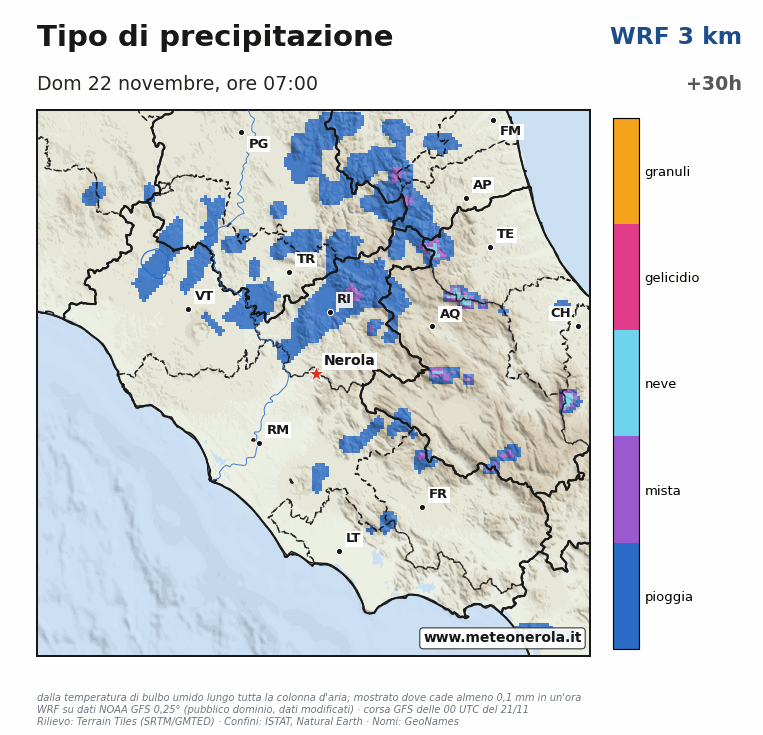 Tipo di precipitazione
WRF 3 km
Dom 22 novembre, ore 07:00
+30h
FM
PG
granuli
AP
TE
TR
gelicidio
VT
RI
AQ
CH
Nerola
neve
RM
mista
FR
LT
pioggia
www.meteonerola.it
dalla temperatura di bulbo umido lungo tutta la colonna d'aria; mostrato dove cade almeno 0,1 mm in un'ora
WRF su dati NOAA GFS 0,25° (pubblico dominio, dati modificati) · corsa GFS delle 00 UTC del 21/11
Rilievo: Terrain Tiles (SRTM/GMTED) · Confini: ISTAT, Natural Earth · Nomi: GeoNames